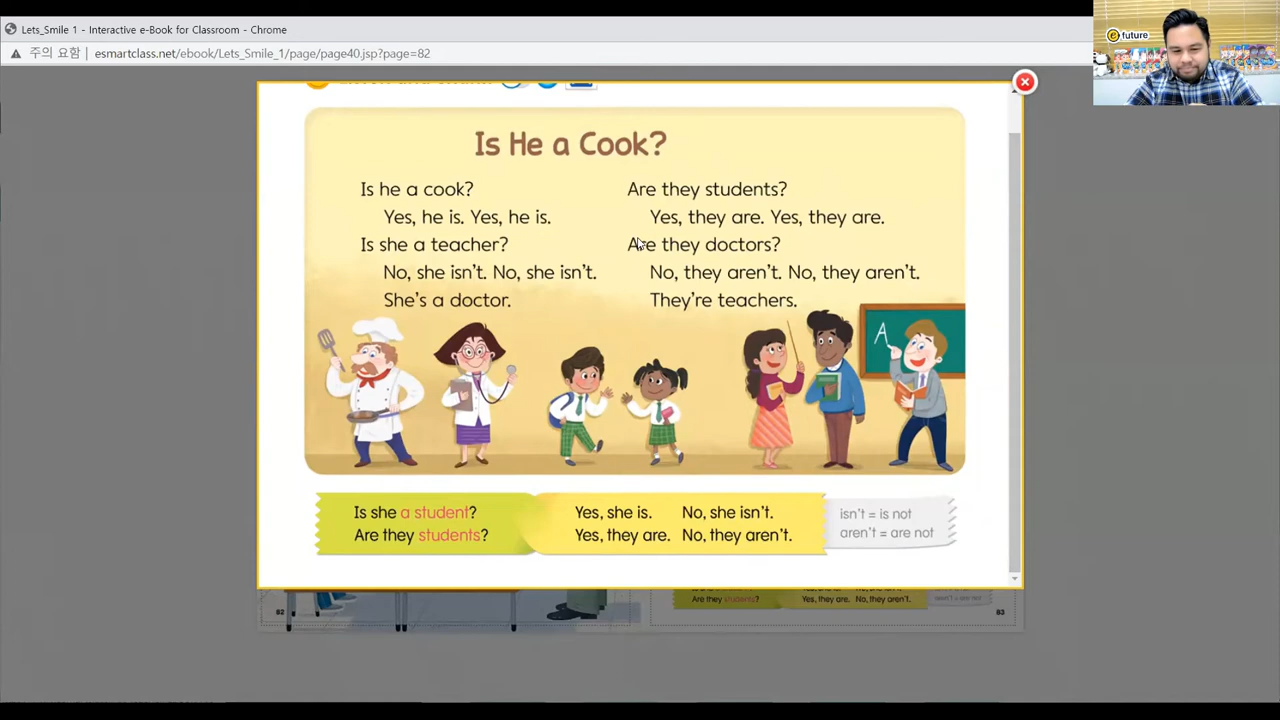 Lets_Smile 1 - Interactive e-Book for Classroom - Chrome
주의 요함 | esmartclass.net/ebook/Lets_Smile_1/page/page40.jsp?page=82
e future
Is He a Cook?
Is he a cook?
Yes, he is. Yes, he is.
Is she a teacher?
No, she isn't. No, she isn't.
She's a doctor.
Are they students?
Yes, they are. Yes, they are.
Are they doctors?
No, they aren't. No, they aren't.
They're teachers.
A
Is she a student?
Are they students?
Yes, she is. No, she isn't.
Yes, they are. No, they aren't.
isn't = is not
aren't = are not
Are they students? Yes, they are. No, they aren't. aren't = are not
82
83